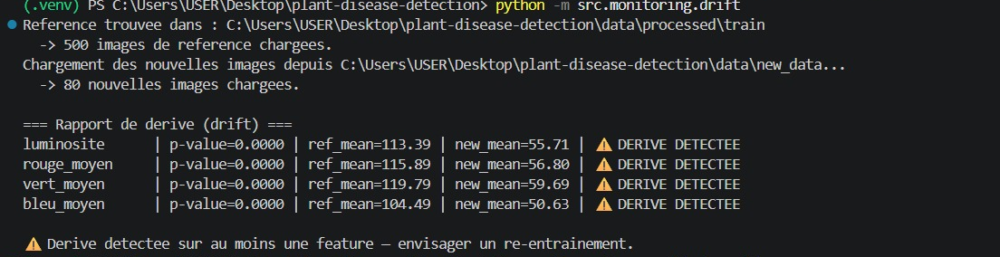 (.venv) PS C:\Users\USER\Desktop\plant-disease-detection> python -m src.monitoring.drift
Reference trouvee dans : C:\Users\USER\Desktop\plant-disease-detection\data\processed\train
-> 500 images de reference chargees.
Chargement des nouvelles images depuis C:\Users\USER\Desktop\plant-disease-detection\data\new_data...
-> 80 nouvelles images chargees.
=== Rapport de derive (drift) ===
luminosite | p-value=0.0000 | ref_mean=113.39 | new_mean=55.71 | ⚠️ DERIVE DETECTEE
rouge_moyen | p-value=0.0000 | ref_mean=115.89 | new_mean=56.80 | ⚠️ DERIVE DETECTEE
vert_moyen | p-value=0.0000 | ref_mean=119.79 | new_mean=59.69 | ⚠️ DERIVE DETECTEE
bleu_moyen | p-value=0.0000 | ref_mean=104.49 | new_mean=50.63 | ⚠️ DERIVE DETECTEE
⚠️ Derive detectee sur au moins une feature — envisager un re-entrainement.